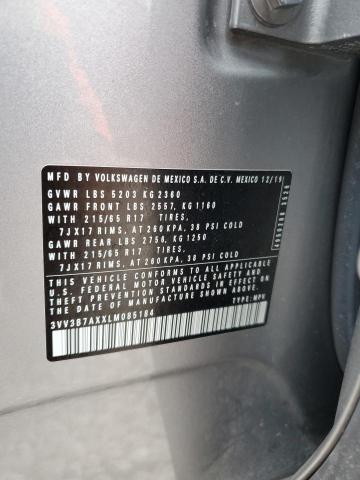 MFD BY VOLKSWAGEN DE MEXICO S.A. DE C.V. MEXICO 12/19
GVWR LBS 5203 KG 2360
GAWR FRONT LBS 2557, KG 1160
WITH 215/65 R17 TIRES,
7JX17 RIMS, AT 260 KPA, 38 PSI COLD
GAWR REAR LBS 2756, KG 1250
WITH 215/65 R17 TIRES,
7JX17 RIMS, AT 260 KPA, 38 PSI COLD
THIS VEHICLE CONFORMS TO ALL APPLICABLE
U.S. FEDERAL MOTOR VEHICLE SAFETY
STANDARDS IN EFFECT ON
THE DATE OF MANUFACTURE SHOWN ABOVE
3VV3B7AXXLM085184 TYPE: MPV